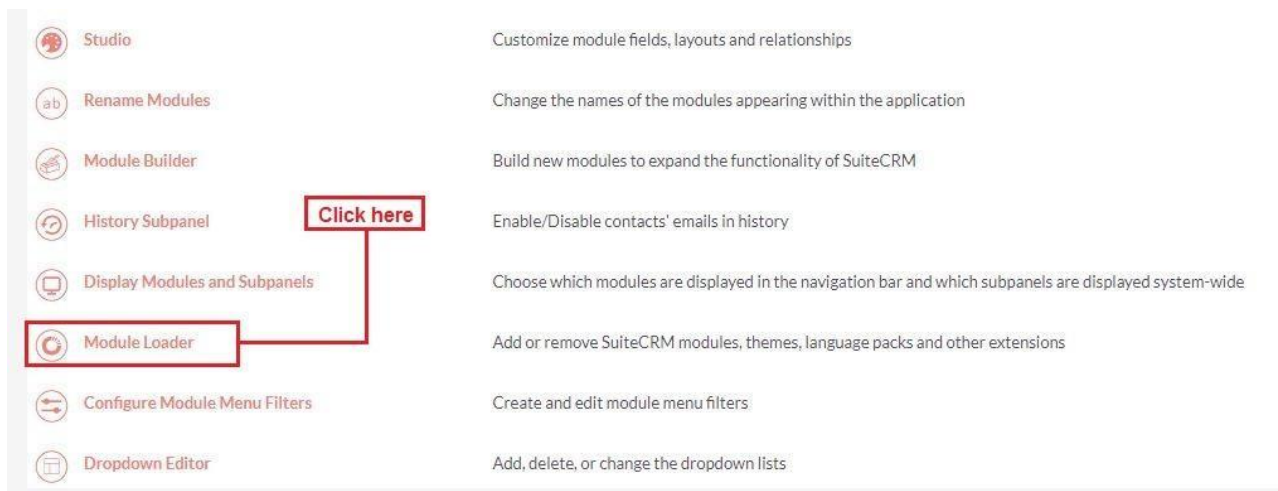 Studio Customize module fields, layouts and relationships
ab Rename Modules Change the names of the modules appearing within the application
Module Builder Build new modules to expand the functionality of SuiteCRM
History Subpanel Click here Enable/Disable contacts' emails in history
Display Modules and Subpanels Choose which modules are displayed in the navigation bar and which subpanels are displayed system-wide
Module Loader Add or remove SuiteCRM modules, themes, language packs and other extensions
Configure Module Menu Filters Create and edit module menu filters
Dropdown Editor Add, delete, or change the dropdown lists